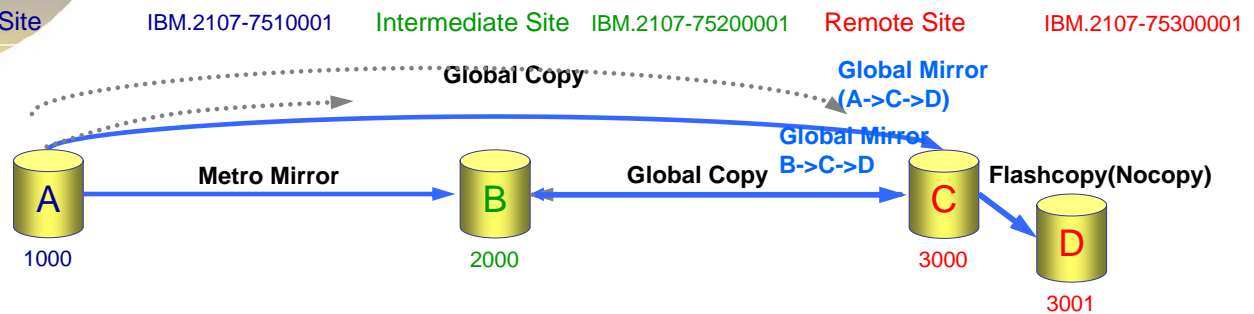 Site IBM.2107-7510001 Intermediate Site IBM.2107-75200001 Remote Site IBM.2107-75300001
Global Copy
Global Mirror
(A->C->D)
Global Mirror
B->C->D
Metro Mirror
Global Copy
Flashcopy(Nocopy)
A
B
C
D
1000
2000
3000
3001